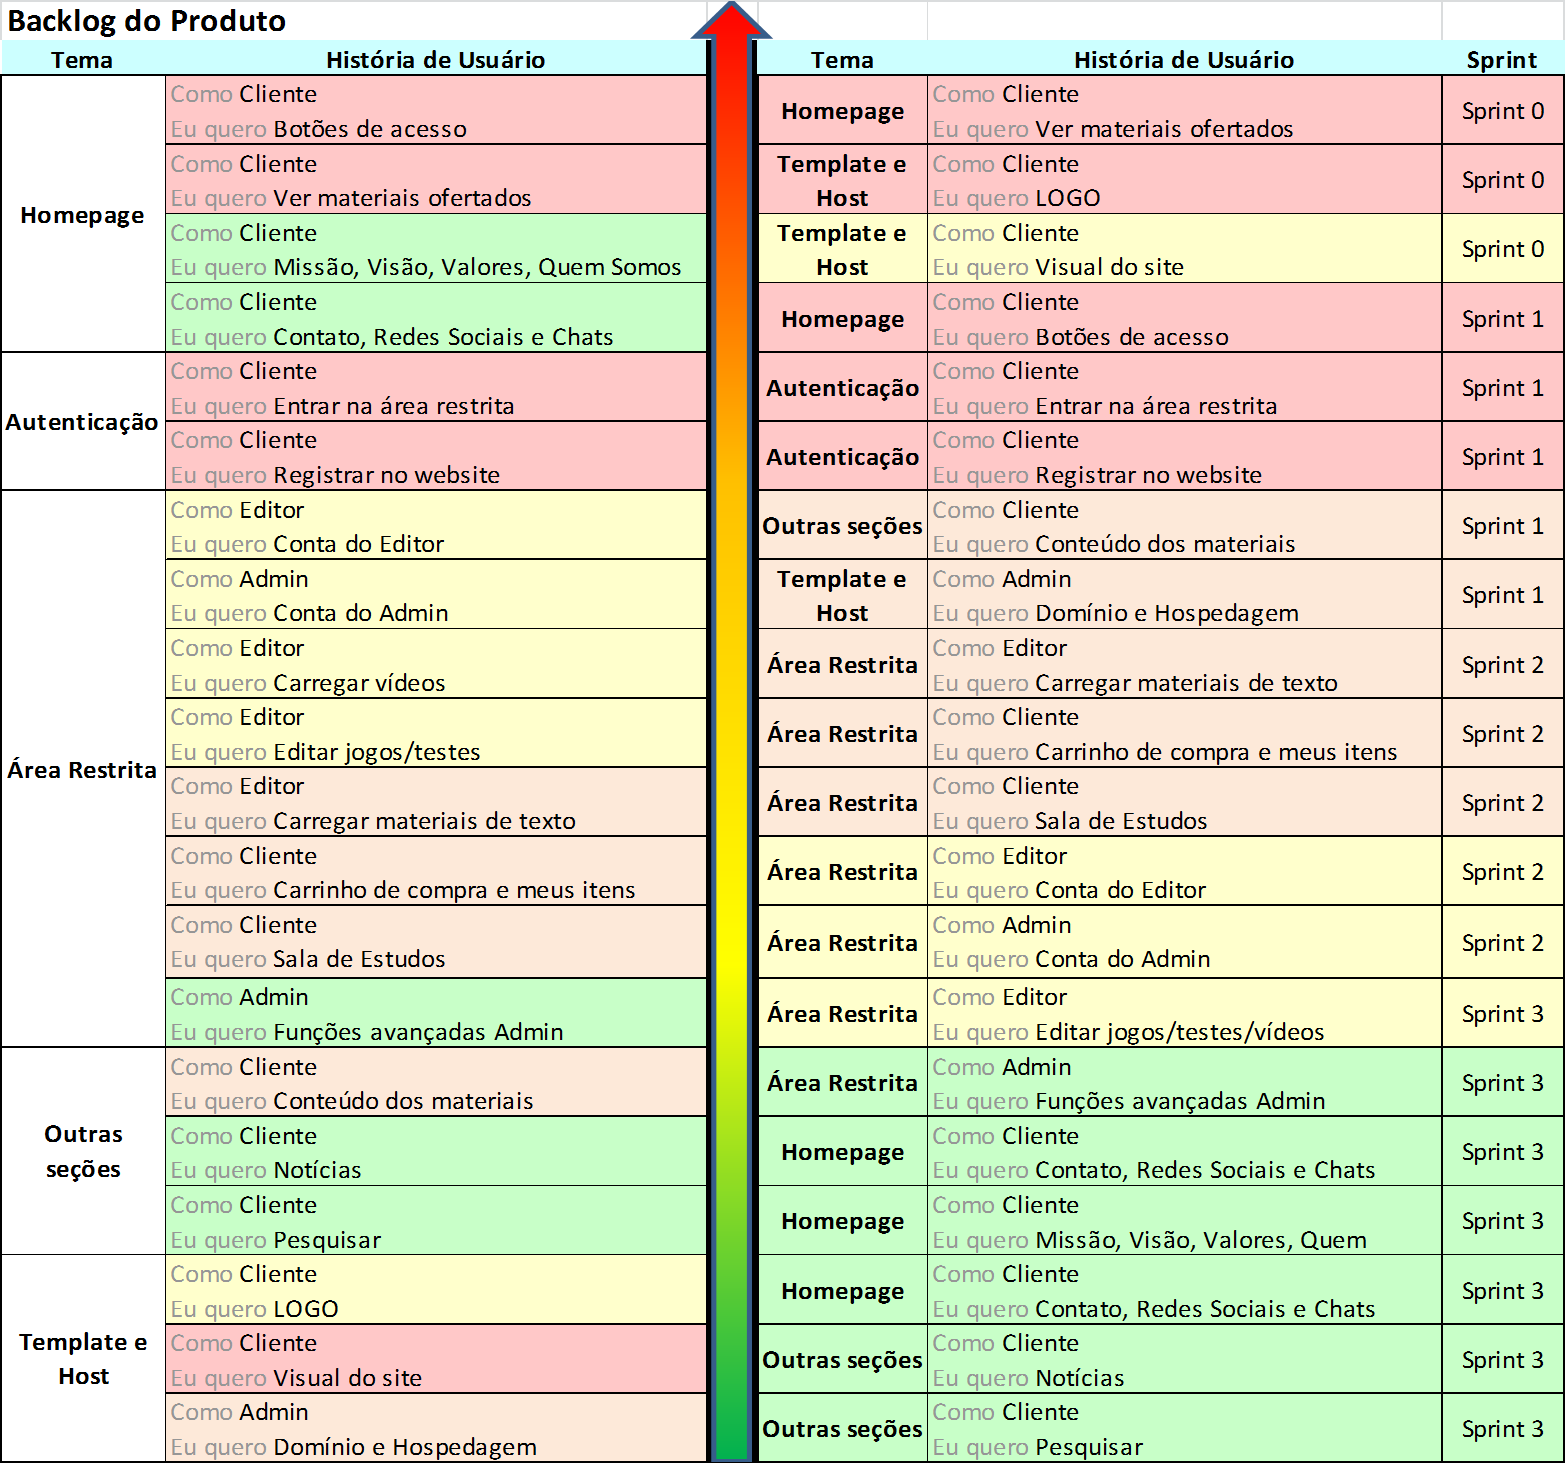 Backlog do Produto
Tema História de Usuário
Homepage
Como Cliente
Eu quero Botões de acesso
Como Cliente
Eu quero Ver materiais ofertados
Como Cliente
Eu quero Missão, Visão, Valores, Quem Somos
Como Cliente
Eu quero Contato, Redes Sociais e Chats
Autenticação
Como Cliente
Eu quero Entrar na área restrita
Como Cliente
Eu quero Registrar no website
Área Restrita
Como Editor
Eu quero Conta do Editor
Como Admin
Eu quero Conta do Admin
Como Editor
Eu quero Carregar vídeos
Como Editor
Eu quero Editar jogos/testes
Como Editor
Eu quero Carregar materiais de texto
Como Cliente
Eu quero Carrinho de compra e meus itens
Como Cliente
Eu quero Sala de Estudos
Como Admin
Eu quero Funções avançadas Admin
Outras
seções
Como Cliente
Eu quero Conteúdo dos materiais
Como Cliente
Eu quero Notícias
Como Cliente
Eu quero Pesquisar
Template e
Host
Como Cliente
Eu quero LOGO
Como Cliente
Eu quero Visual do site
Como Admin
Eu quero Domínio e Hospedagem
Tema História de Usuário Sprint
Homepage
Como Cliente
Eu quero Ver materiais ofertados
Sprint 0
Template e
Host
Como Cliente
Eu quero LOGO
Sprint 0
Template e
Host
Como Cliente
Eu quero Visual do site
Sprint 0
Homepage
Como Cliente
Eu quero Botões de acesso
Sprint 1
Autenticação
Como Cliente
Eu quero Entrar na área restrita
Sprint 1
Autenticação
Como Cliente
Eu quero Registrar no website
Sprint 1
Outras seções
Como Cliente
Eu quero Conteúdo dos materiais
Sprint 1
Template e
Host
Como Admin
Eu quero Domínio e Hospedagem
Sprint 1
Área Restrita
Como Editor
Eu quero Carregar materiais de texto
Sprint 2
Área Restrita
Como Cliente
Eu quero Carrinho de compra e meus itens
Sprint 2
Área Restrita
Como Cliente
Eu quero Sala de Estudos
Sprint 2
Área Restrita
Como Editor
Eu quero Conta do Editor
Sprint 2
Área Restrita
Como Admin
Eu quero Conta do Admin
Sprint 2
Área Restrita
Como Editor
Eu quero Editar jogos/testes/vídeos
Sprint 3
Área Restrita
Como Admin
Eu quero Funções avançadas Admin
Sprint 3
Homepage
Como Cliente
Eu quero Contato, Redes Sociais e Chats
Sprint 3
Homepage
Como Cliente
Eu quero Missão, Visão, Valores, Quem
Sprint 3
Homepage
Como Cliente
Eu quero Contato, Redes Sociais e Chats
Sprint 3
Outras seções
Como Cliente
Eu quero Notícias
Sprint 3
Outras seções
Como Cliente
Eu quero Pesquisar
Sprint 3